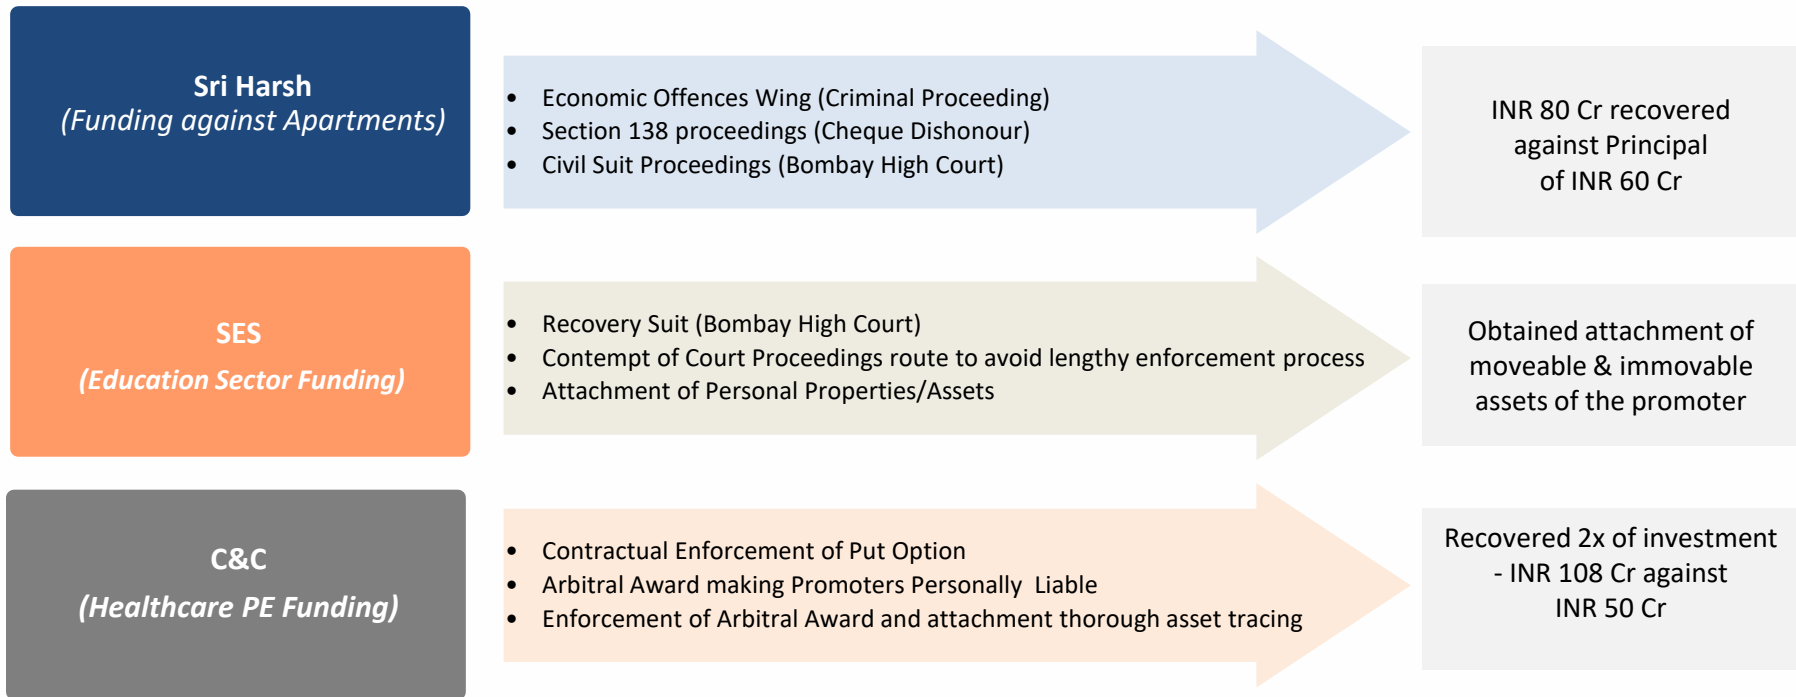 Sri Harsh
(Funding against Apartments)
• Economic Offences Wing (Criminal Proceeding)
• Section 138 proceedings (Cheque Dishonour)
• Civil Suit Proceedings (Bombay High Court)
INR 80 Cr recovered
against Principal
of INR 60 Cr
SES
(Education Sector Funding)
• Recovery Suit (Bombay High Court)
• Contempt of Court Proceedings route to avoid lengthy enforcement process
• Attachment of Personal Properties/Assets
Obtained attachment of
moveable & immovable
assets of the promoter
C&C
(Healthcare PE Funding)
• Contractual Enforcement of Put Option
• Arbitral Award making Promoters Personally  Liable
• Enforcement of Arbitral Award and attachment thorough asset tracing
Recovered 2x of investment
- INR 108 Cr against
INR 50 Cr